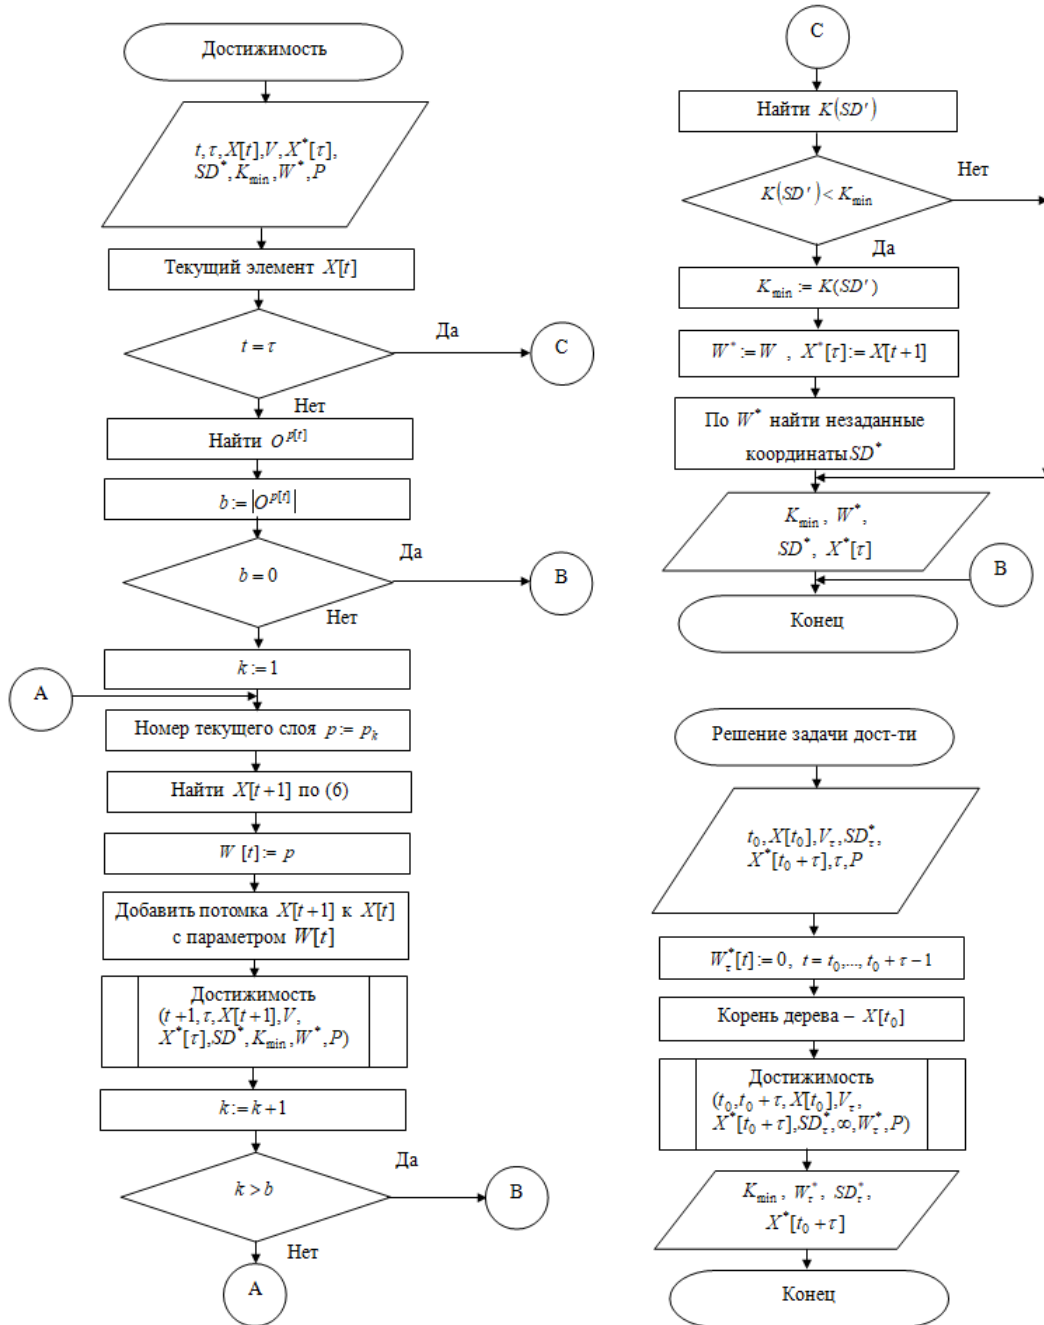 Достижимость
t, τ, X[t], V, X*[τ],
SD*, K_min, W*, P
Текущий элемент X[t]
t = τ
Да
C
Нет
Найти O^p[t]
b := |O^p[t]|
b = 0
Да
B
Нет
k := 1
A
Номер текущего слоя p := p_k
Найти X[t+1] по (6)
W [t] := p
Добавить потомка X[t+1] к X[t]
с параметром W[t]
Достижимость
(t+1, τ, X[t+1], V,
X*[τ], SD*, K_min, W*, P)
k := k+1
k > b
Да
B
Нет
A
C
Найти K(SD')
K(SD') < K_min
Нет
Да
K_min := K(SD')
W* := W , X*[τ] := X[t+1]
По W* найти незаданные
координаты SD*
K_min , W*,
SD*, X*[τ]
B
Конец
Решение задачи дост-ти
t_0, X[t_0], V_τ, SD*_τ,
X*[t_0 + τ], τ, P
W*_τ[t] := 0, t = t_0,..., t_0 + τ − 1
Корень дерева – X[t_0]
Достижимость
(t_0, t_0 + τ, X[t_0], V_τ,
X*[t_0 + τ], SD*_τ, ∞, W*_τ, P)
K_min , W*_τ, SD*_τ,
X*[t_0 + τ]
Конец